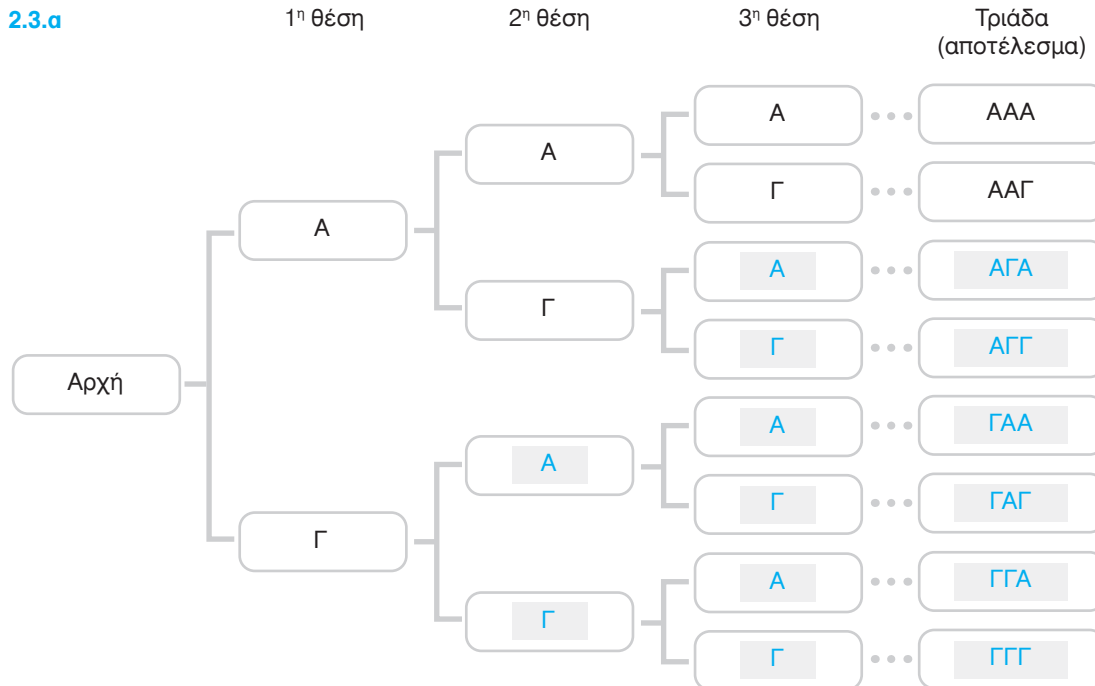 2.3.α 1η θέση 2η θέση 3η θέση Τριάδα
(αποτέλεσμα)
Α ΑΑΑ
Α
Γ ΑΑΓ
Α
Α ΑΓΑ
Γ
Γ ΑΓΓ
Αρχή
Α ΓΑΑ
Α
Γ ΓΑΓ
Γ
Α ΓΓΑ
Γ
Γ ΓΓΓ